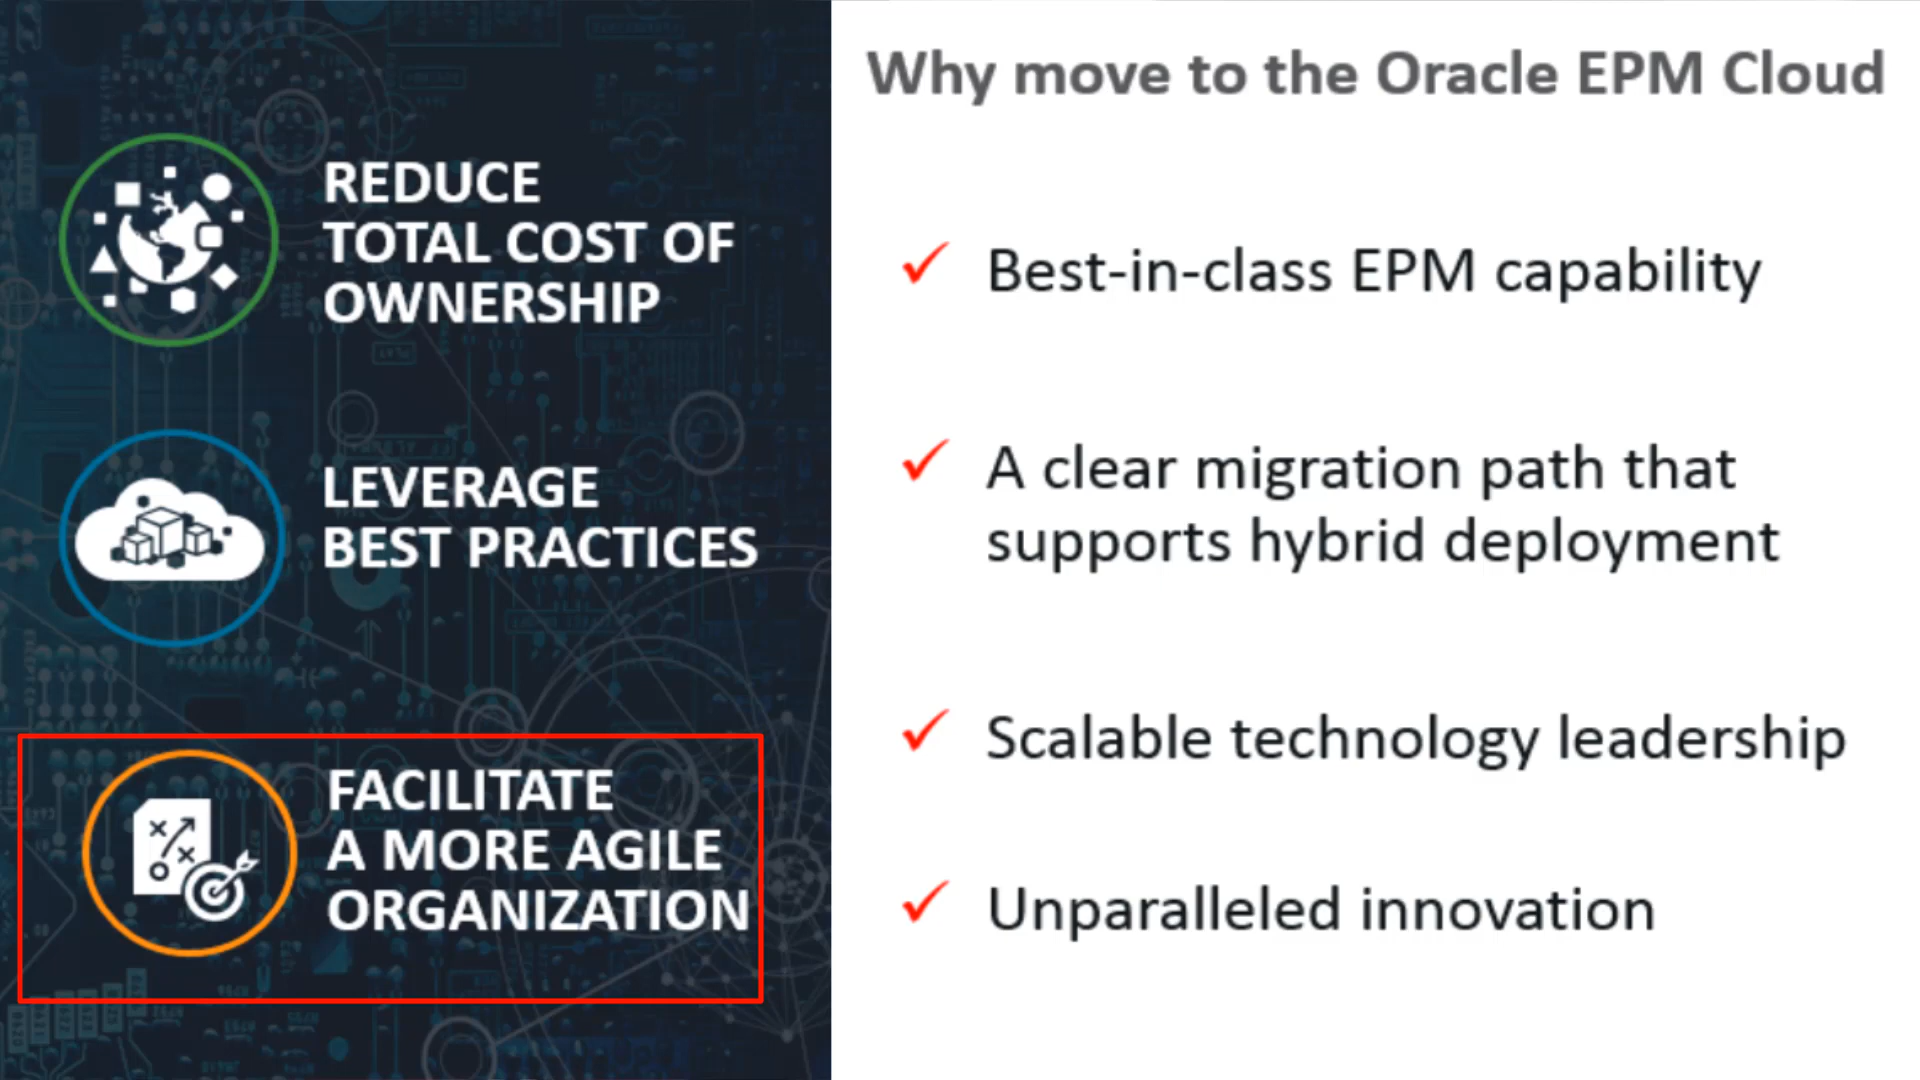 Why move to the Oracle EPM Cloud
REDUCE
TOTAL COST OF
OWNERSHIP
LEVERAGE
BEST PRACTICES
FACILITATE
A MORE AGILE
ORGANIZATION
✓ Best-in-class EPM capability
✓ A clear migration path that
supports hybrid deployment
✓ Scalable technology leadership
✓ Unparalleled innovation